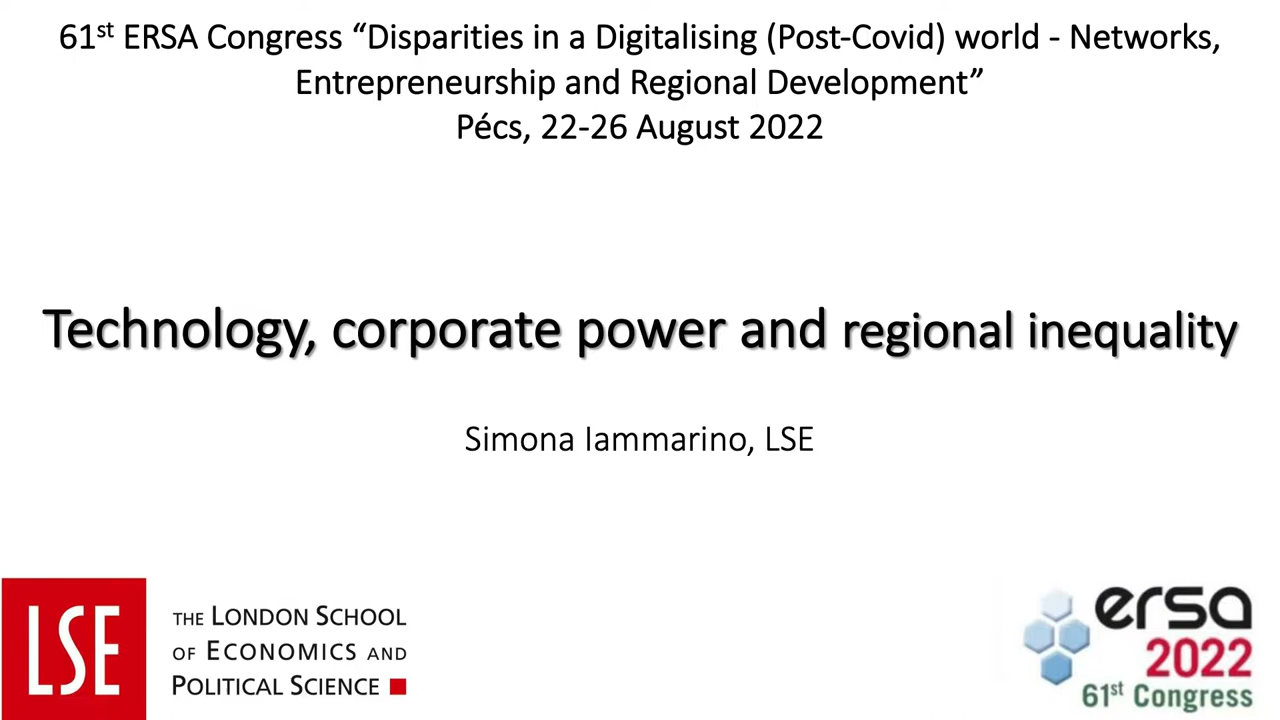 61st ERSA Congress “Disparities in a Digitalising (Post-Covid) world - Networks,
Entrepreneurship and Regional Development”
Pécs, 22-26 August 2022
Technology, corporate power and regional inequality
Simona Iammarino, LSE
LSE
THE LONDON SCHOOL
OF ECONOMICS AND
POLITICAL SCIENCE
ersa
2022
61st Congress